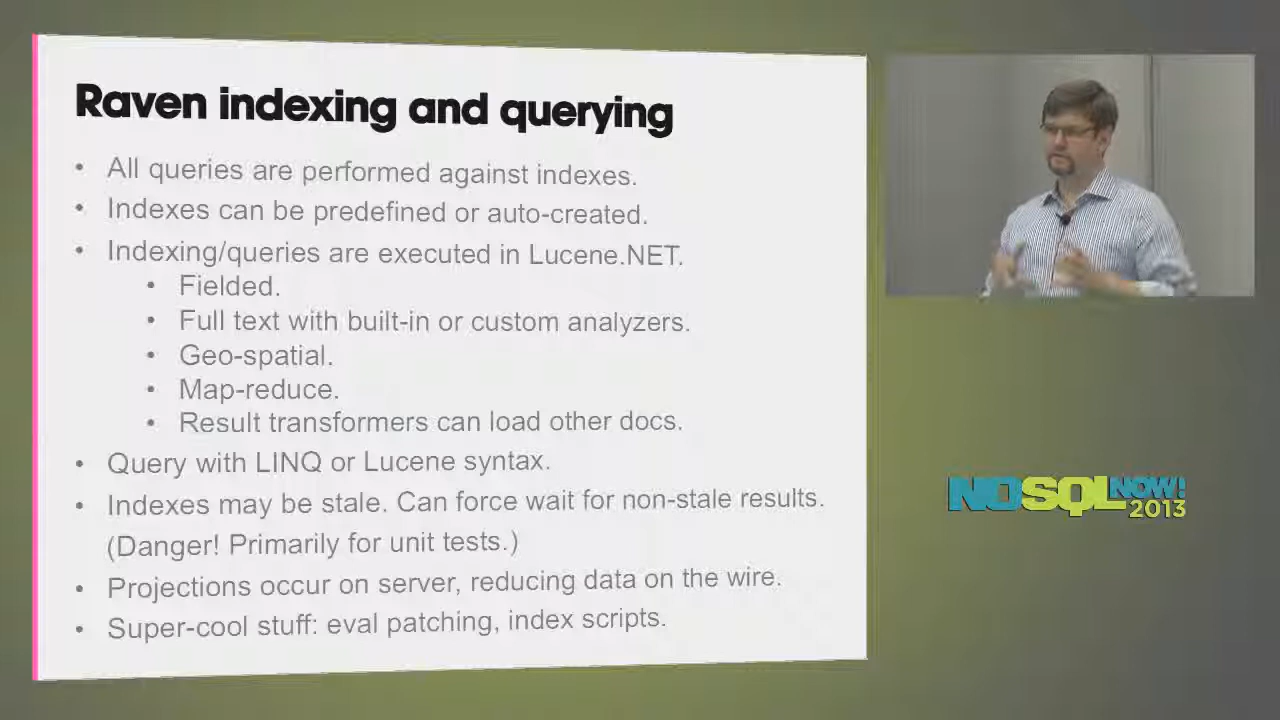 Raven indexing and querying
• All queries are performed against indexes.
• Indexes can be predefined or auto-created.
• Indexing/queries are executed in Lucene.NET.
• Fielded.
• Full text with built-in or custom analyzers.
• Geo-spatial.
• Map-reduce.
• Result transformers can load other docs.
• Query with LINQ or Lucene syntax.
• Indexes may be stale. Can force wait for non-stale results.
(Danger! Primarily for unit tests.)
• Projections occur on server, reducing data on the wire.
• Super-cool stuff: eval patching, index scripts.
NOSQL NOW!
2013